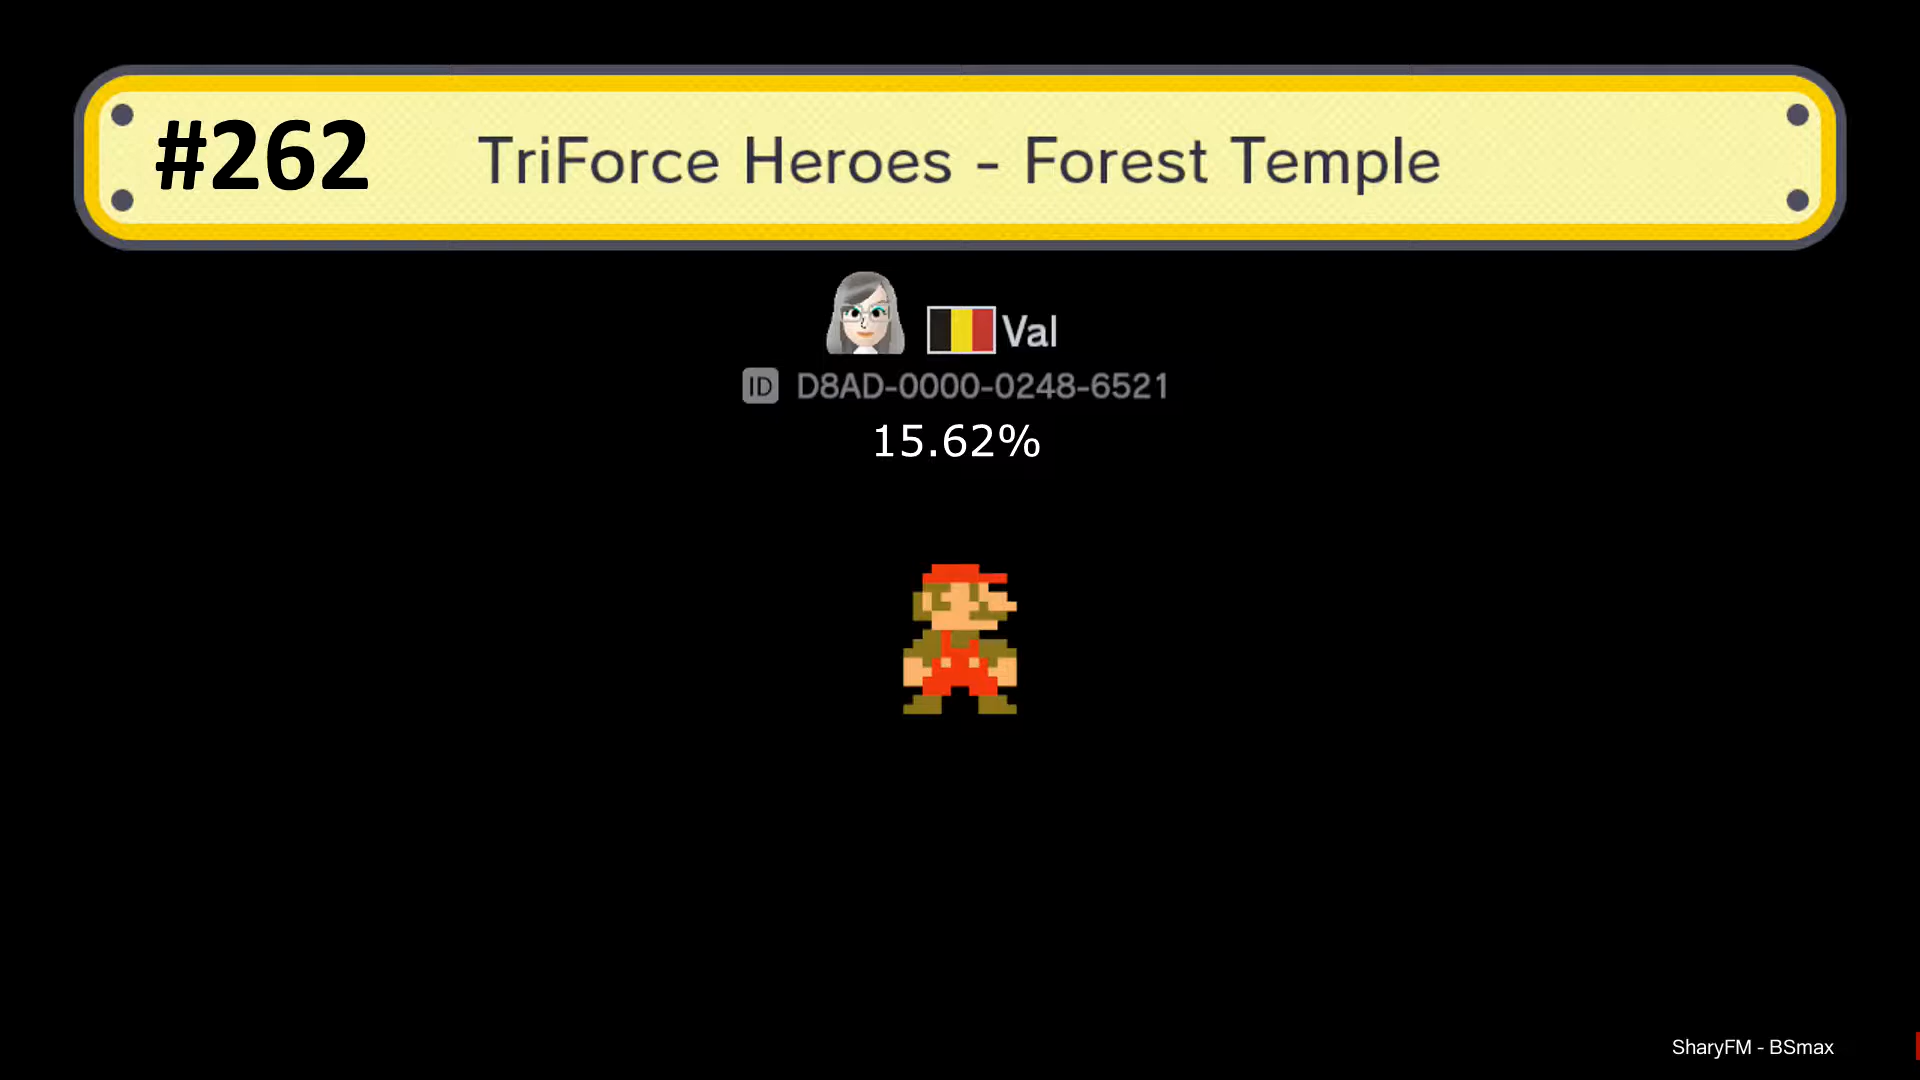 #262 TriForce Heroes - Forest Temple
Val
ID D8AD-0000-0248-6521
15.62%
SharyFM - BSmax